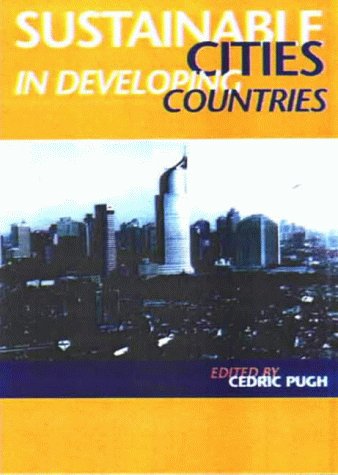 SUSTAINABLE
CITIES
IN DEVELOPING
COUNTRIES
EDITED BY
CEDRIC PUGH